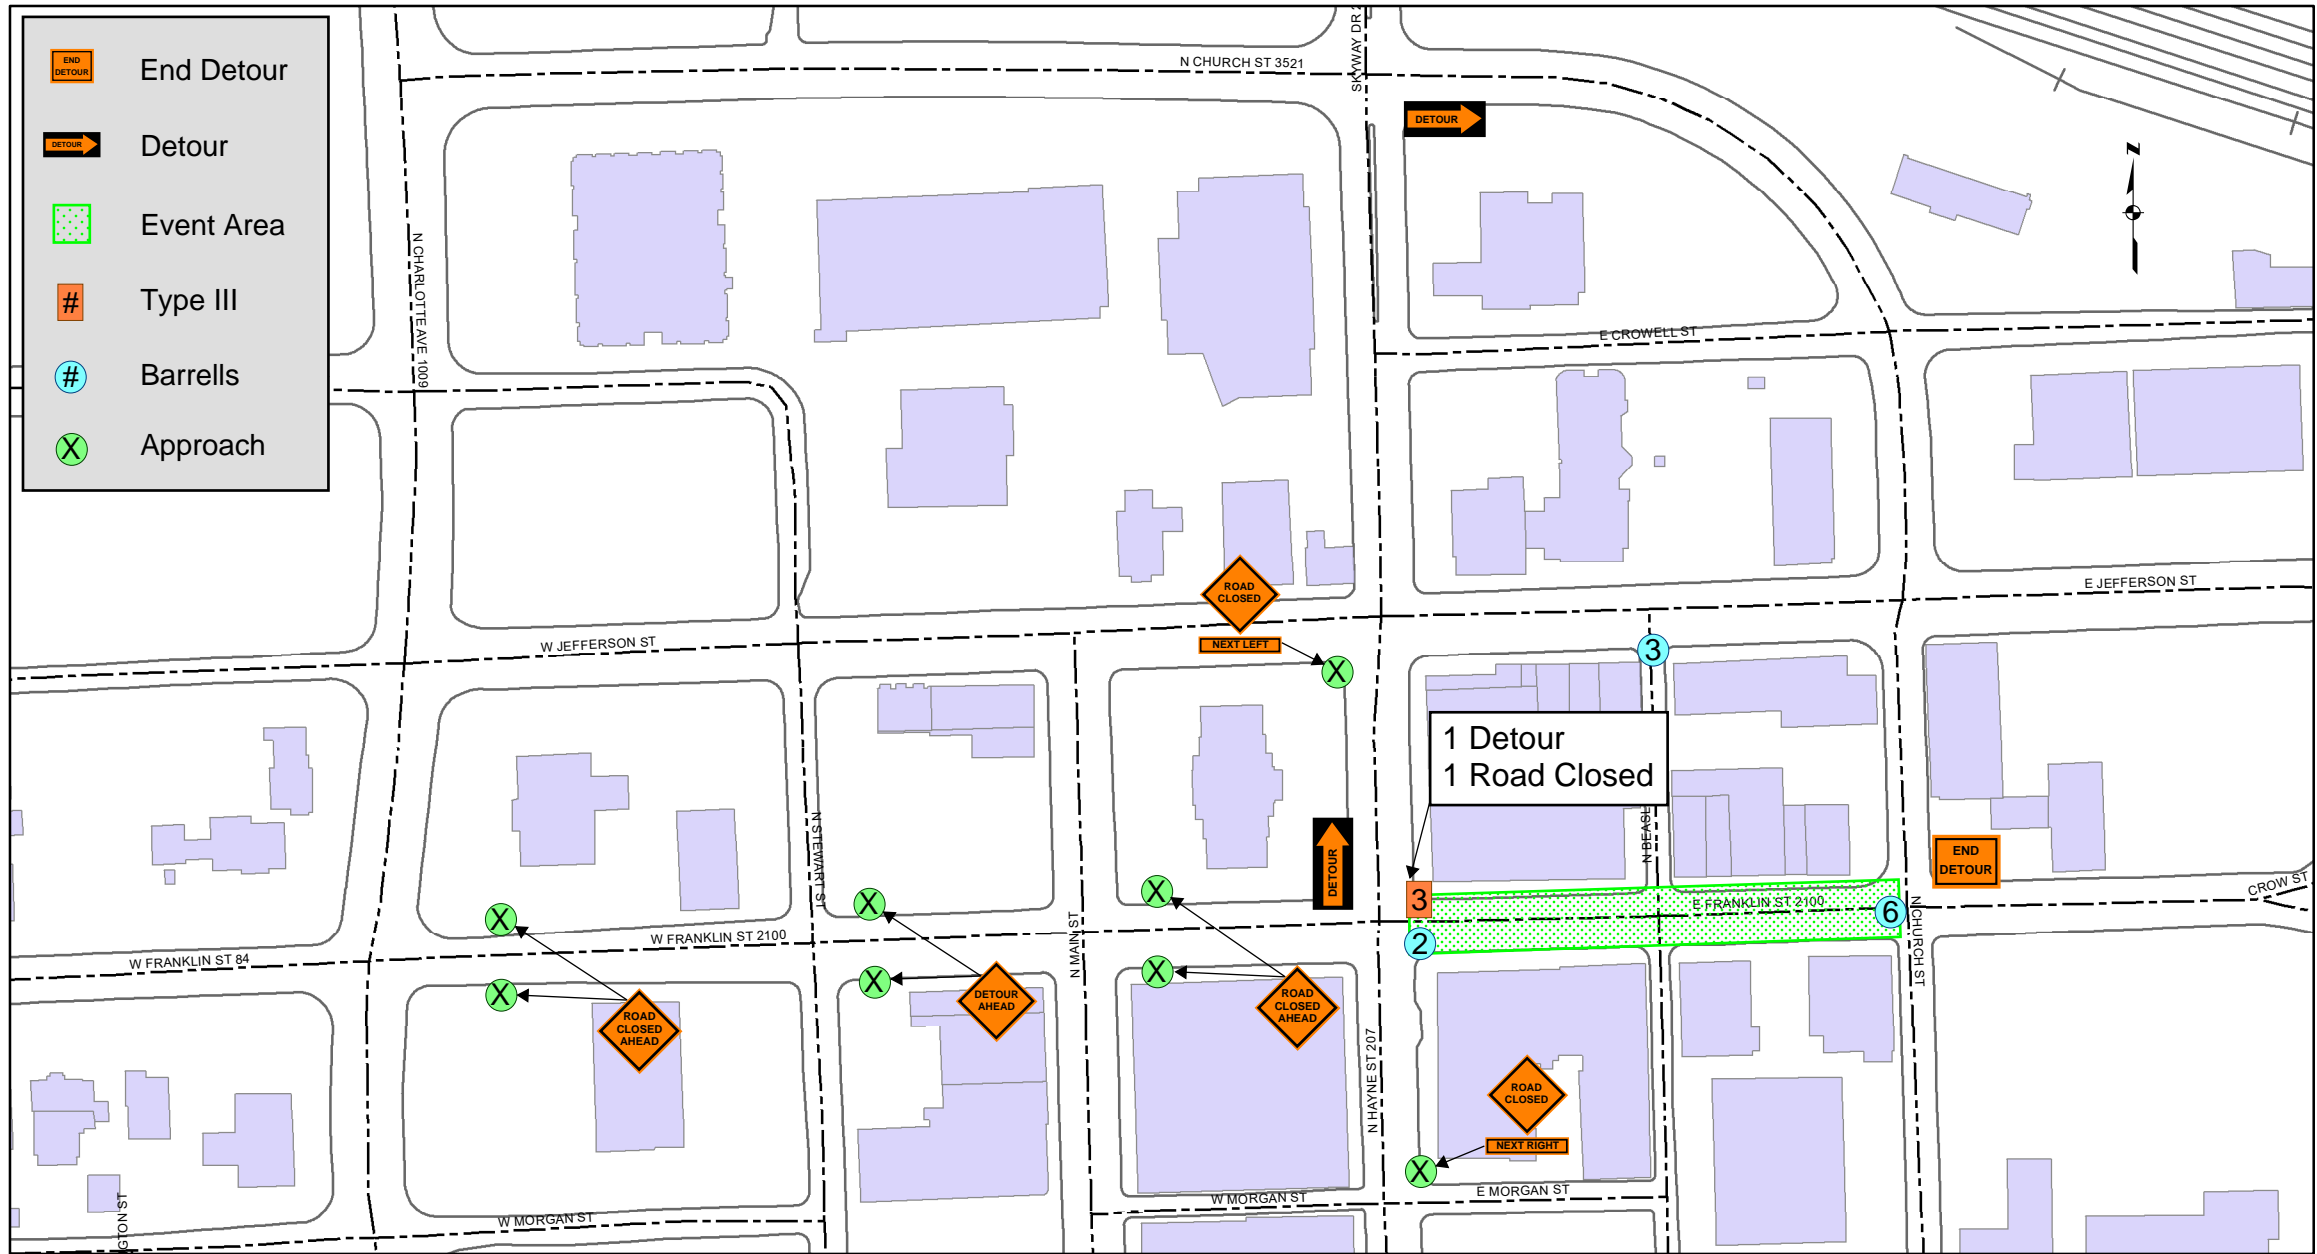 END
DETOUR
End Detour
DETOUR
Detour
Event Area
#
Type III
#
Barrells
X
Approach
N CHURCH ST 3521
SKYWAY DR
DETOUR
N
N CHARLOTTE AVE 1009
E CROWELL ST
E JEFFERSON ST
W JEFFERSON ST
ROAD
CLOSED
NEXT LEFT
X
3
1 Detour
1 Road Closed
N STEWART ST
DETOUR
N BEASL
END
DETOUR
CROW ST
3
E FRANKLIN ST 2100
6
N CHURCH ST
2
X
X
X
N MAIN ST
W FRANKLIN ST 2100
W FRANKLIN ST 84
X
X
X
ROAD
CLOSED
AHEAD
DETOUR
AHEAD
ROAD
CLOSED
AHEAD
N HAYNE ST 207
ROAD
CLOSED
NEXT RIGHT
X
W MORGAN ST
W MORGAN ST
E MORGAN ST
GTON ST